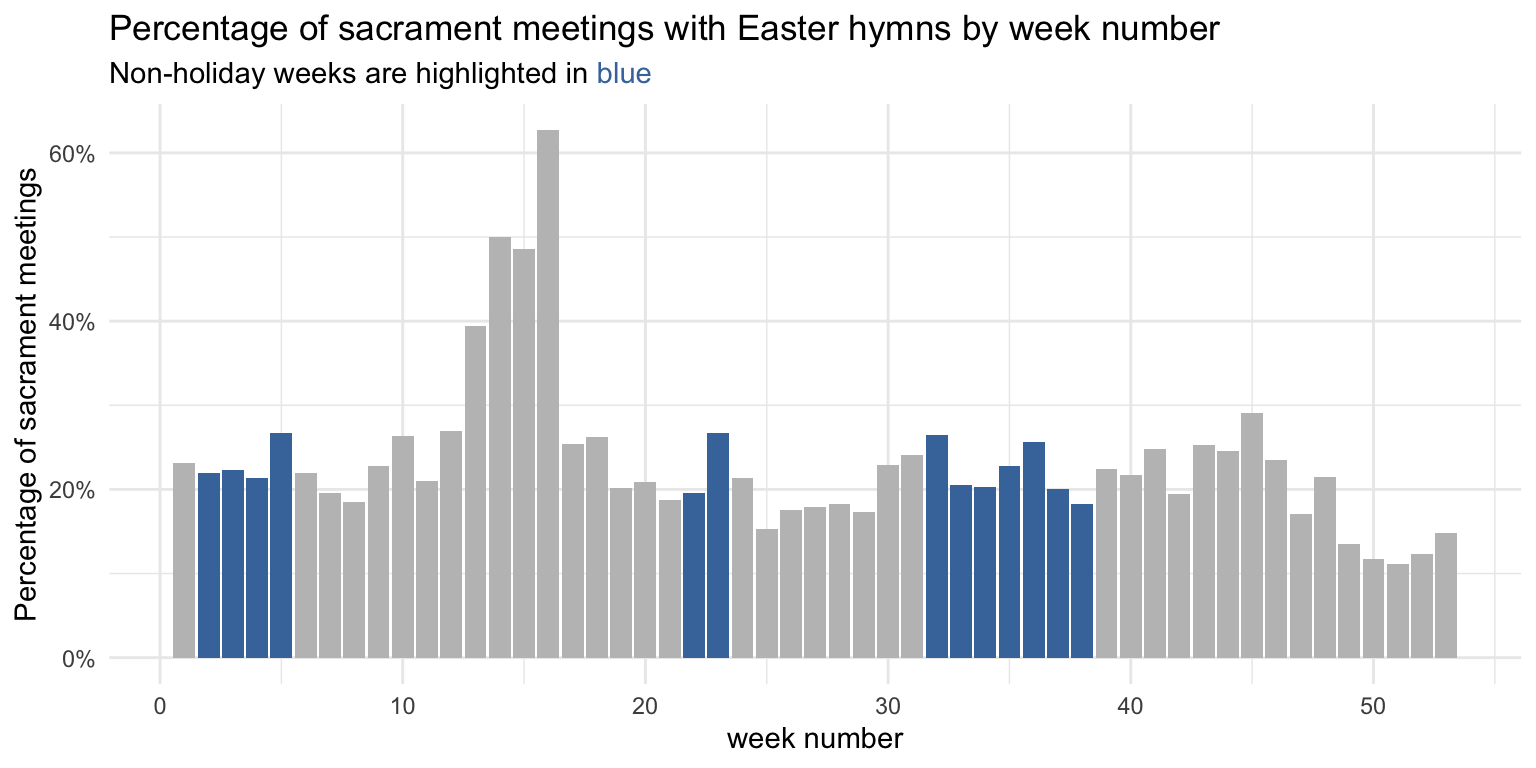 Percentage of sacrament meetings with Easter hymns by week number
Non-holiday weeks are highlighted in blue
Percentage of sacrament meetings
60%
40%
20%
0%
0 10 20 30 40 50
week number